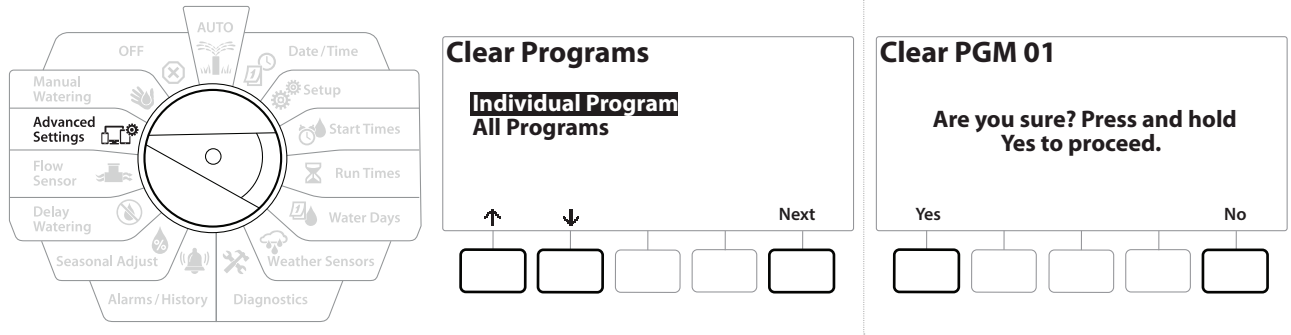 AUTO
OFF
Date / Time
Manual
Watering
Setup
Advanced
Settings
Start Times
Flow
Sensor
Run Times
Delay
Watering
Water Days
Seasonal Adjust
Weather Sensors
Alarms / History
Diagnostics
Clear Programs
Individual Program
All Programs
↑ ↓ Next
Clear PGM 01
Are you sure? Press and hold
Yes to proceed.
Yes No